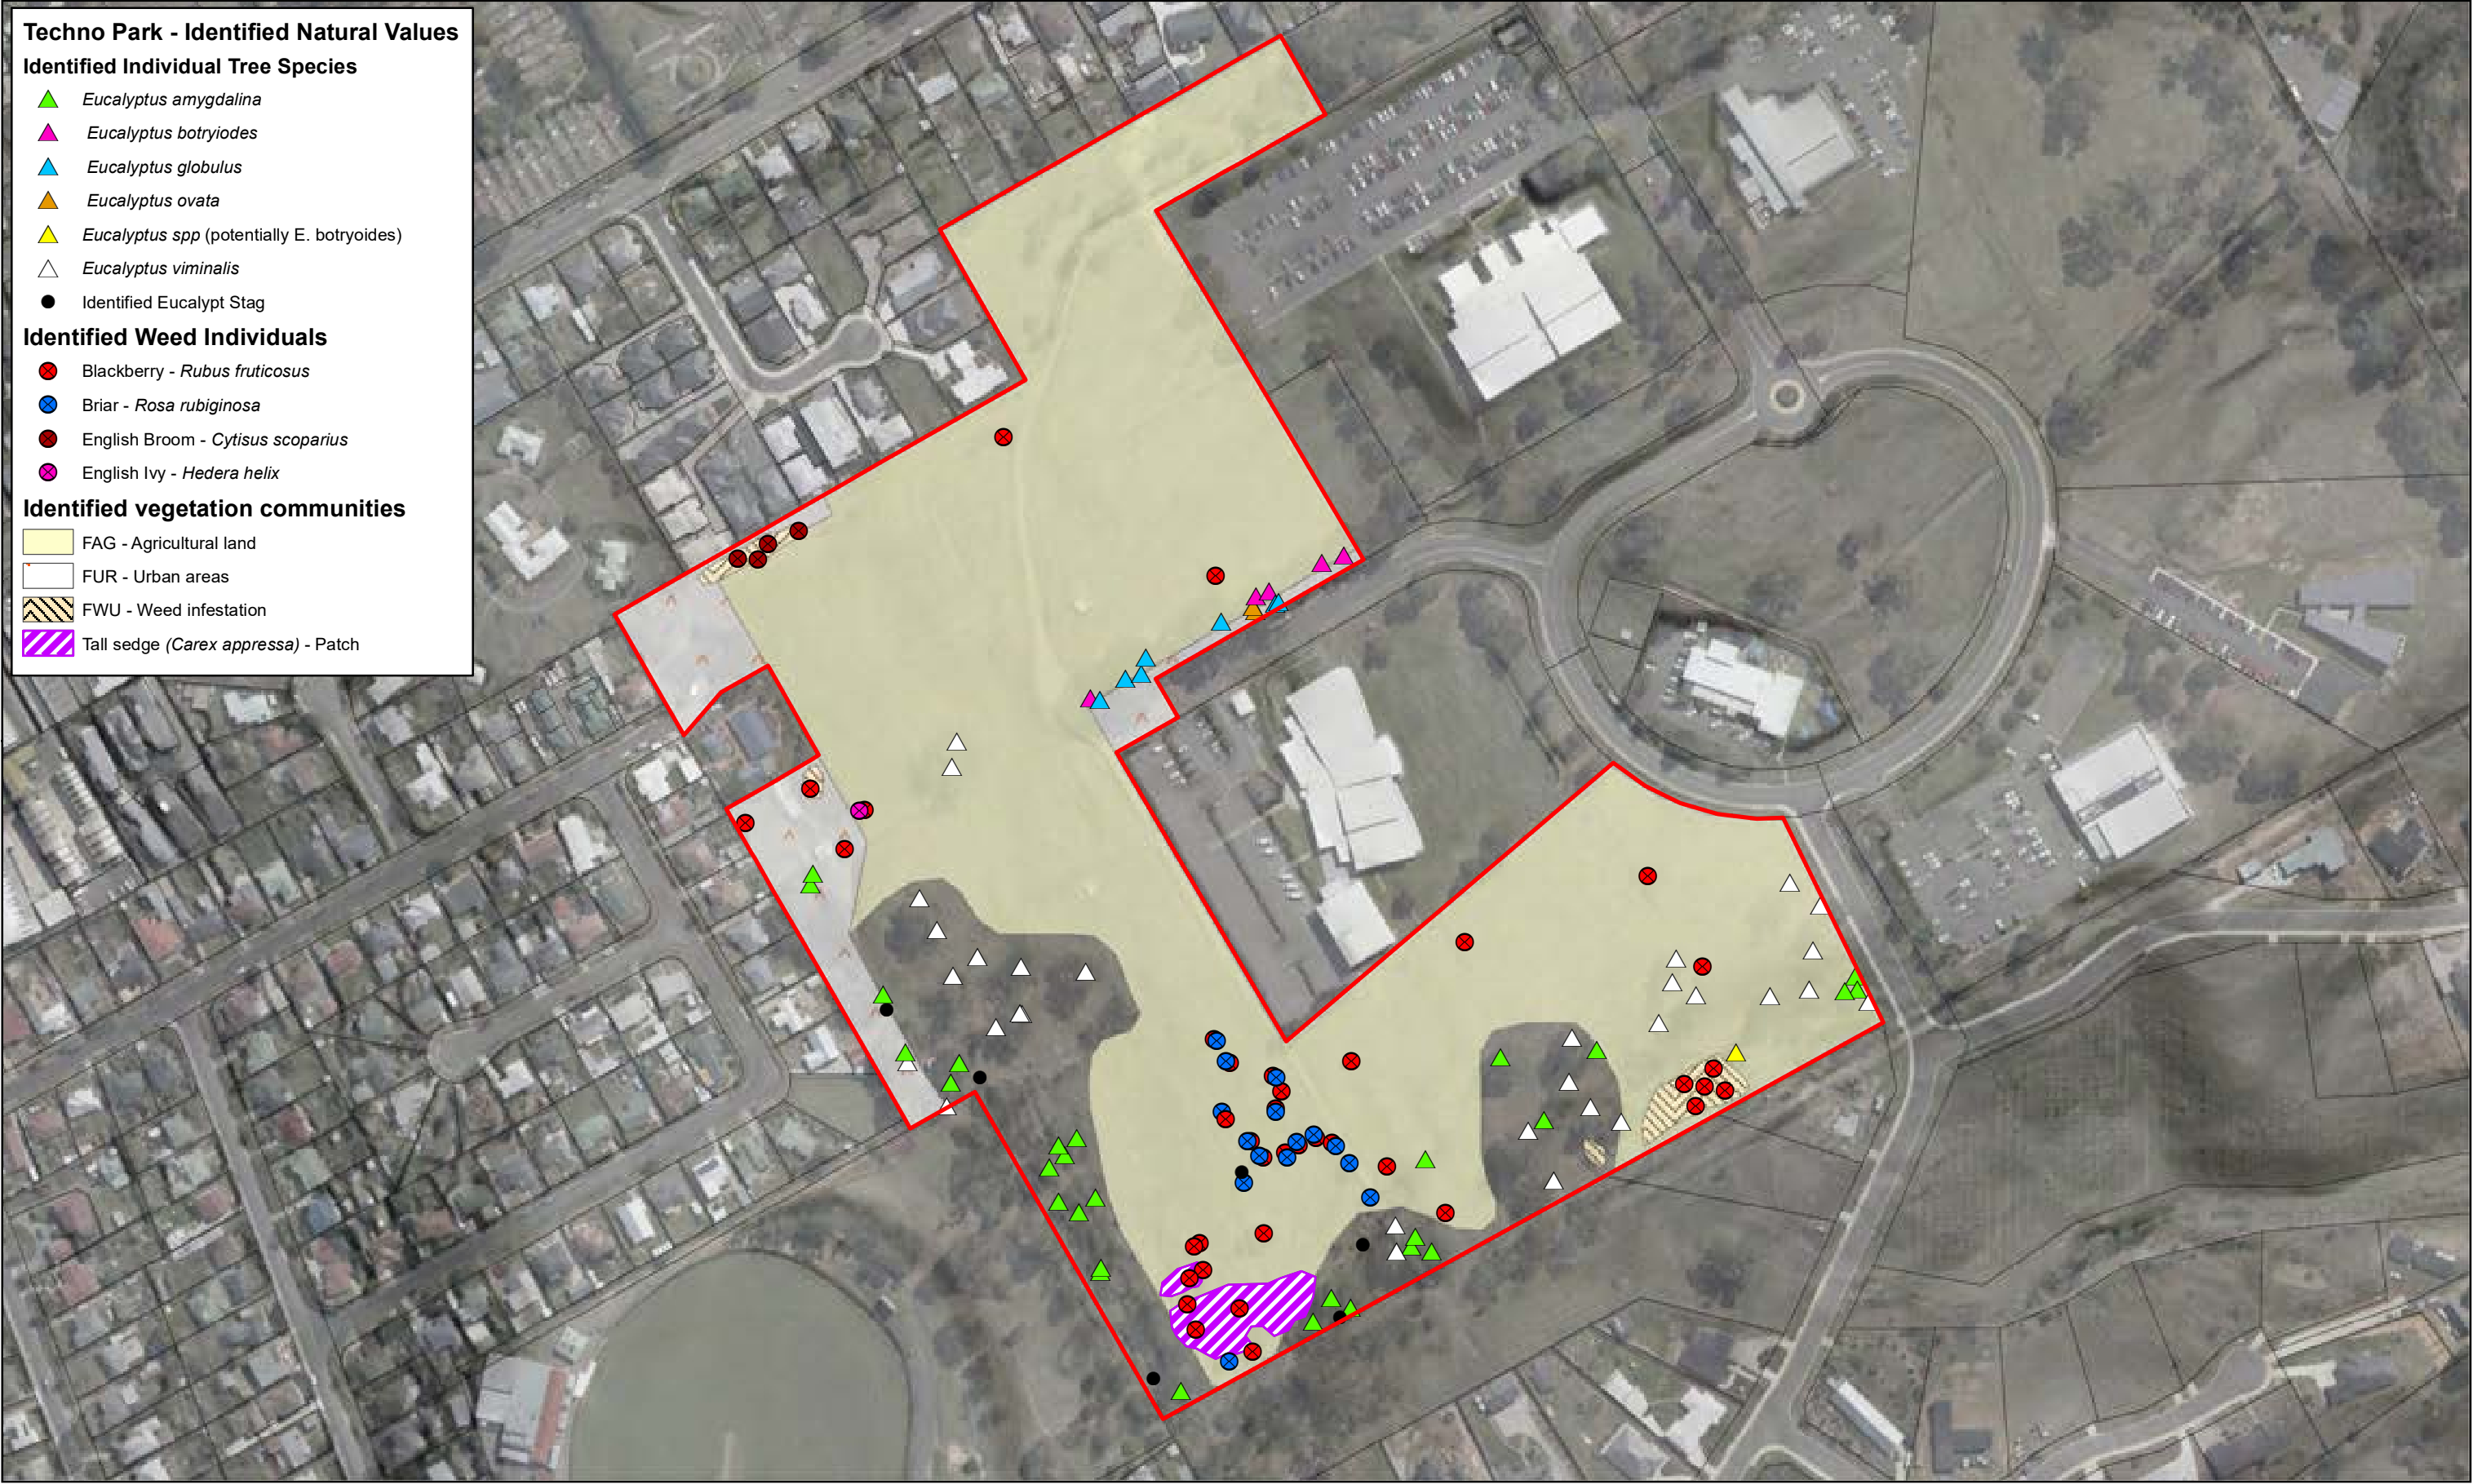 Techno Park - Identified Natural Values
Identified Individual Tree Species
Eucalyptus amygdalina
Eucalyptus botryiodes
Eucalyptus globulus
Eucalyptus ovata
Eucalyptus spp (potentially E. botryoides)
Eucalyptus viminalis
Identified Eucalypt Stag
Identified Weed Individuals
Blackberry - Rubus fruticosus
Briar - Rosa rubiginosa
English Broom - Cytisus scoparius
English Ivy - Hedera helix
Identified vegetation communities
FAG - Agricultural land
FUR - Urban areas
FWU - Weed infestation
Tall sedge (Carex appressa) - Patch